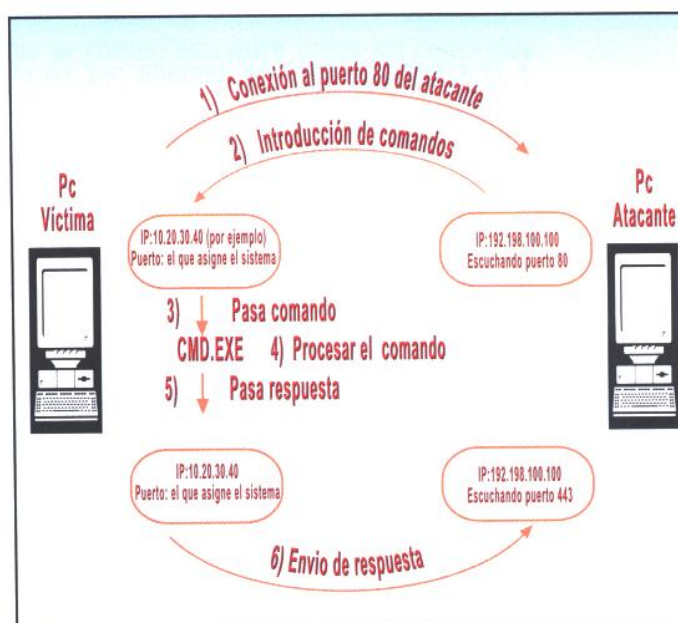 1) Conexión al puerto 80 del atacante
2) Introducción de comandos
Pc
Víctima
Pc
Atacante
IP:10.20.30.40 (por ejemplo)
Puerto: el que asigne el sistema
IP:192.198.100.100
Escuchando puerto 80
3) Pasa comando
CMD.EXE 4) Procesar el comando
5) Pasa respuesta
IP:10.20.30.40
Puerto: el que asigne el sistema
IP:192.198.100.100
Escuchando puerto 443
6) Envio de respuesta